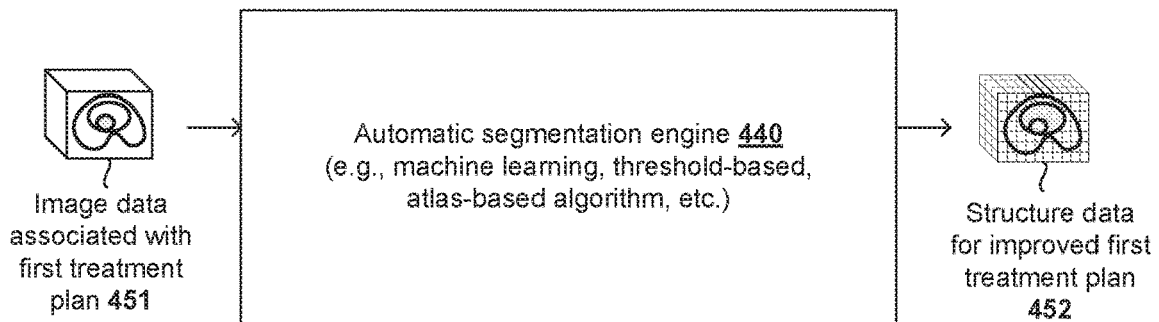 Automatic segmentation engine 440
(e.g., machine learning, threshold-based,
atlas-based algorithm, etc.)
Image data
associated with
first treatment
plan 451
Structure data
for improved first
treatment plan
452